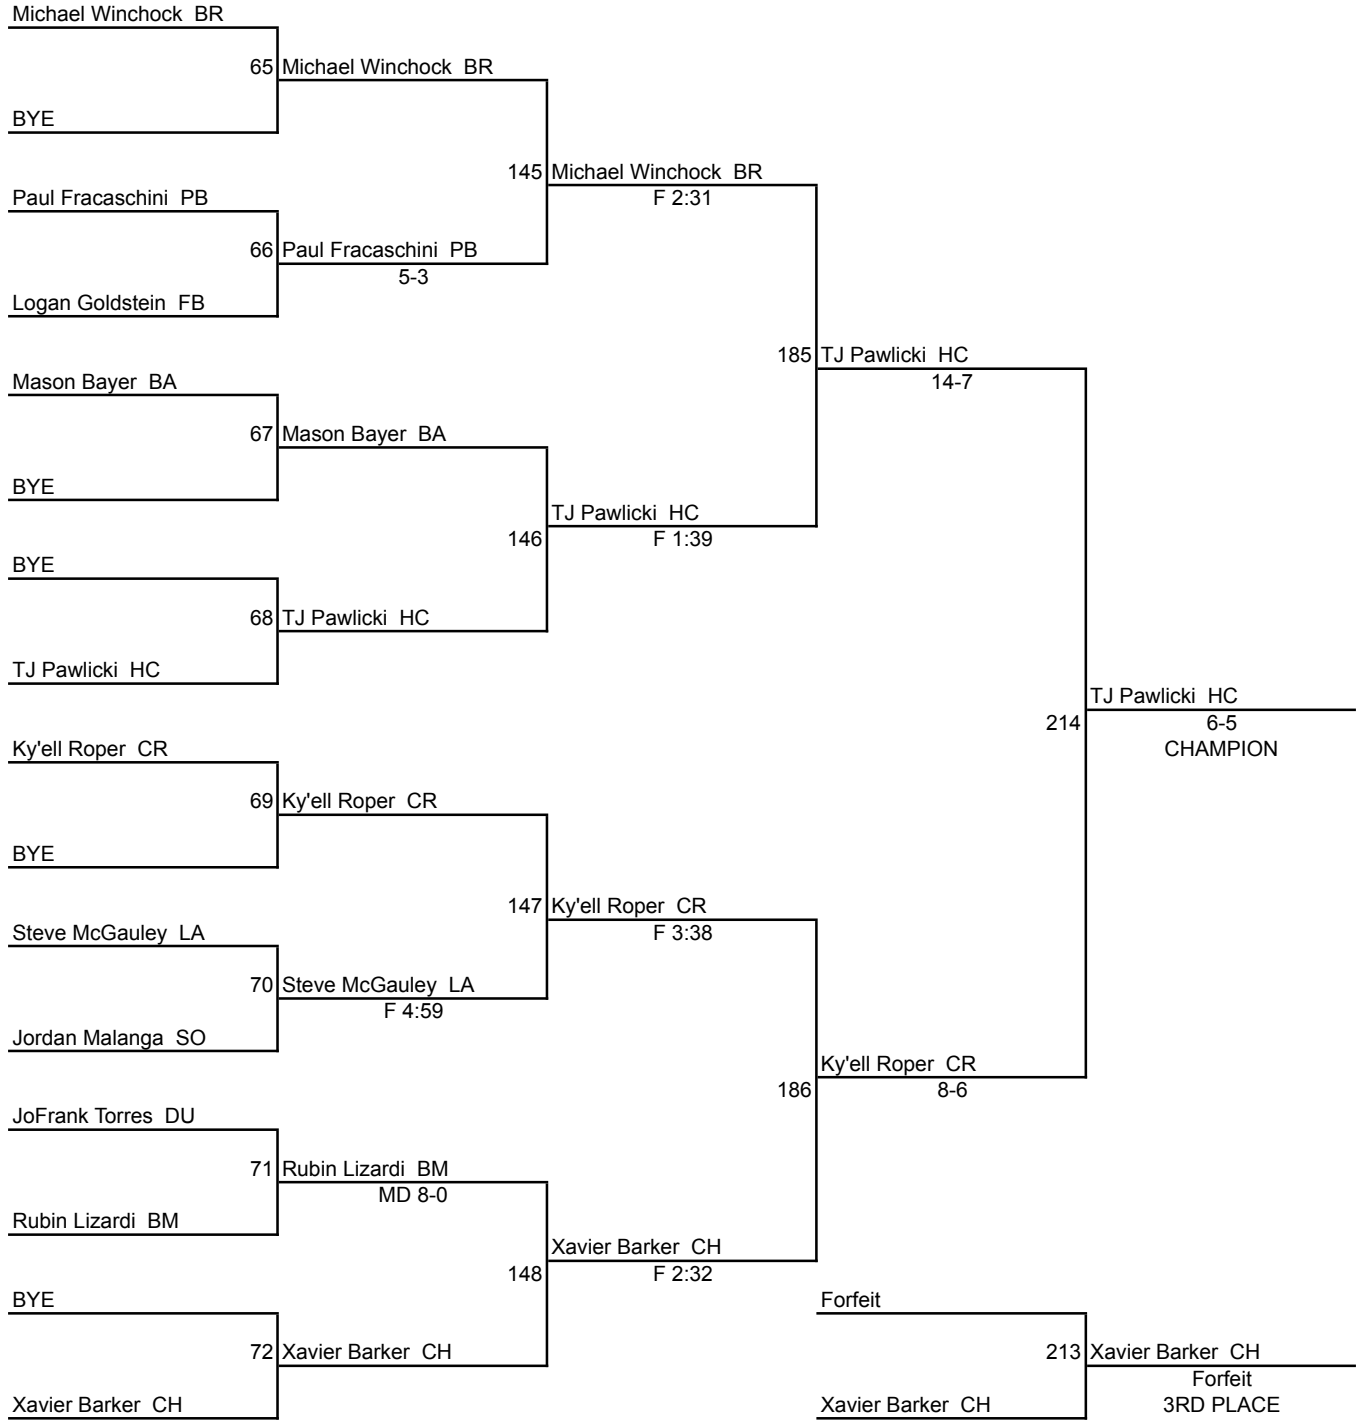 Michael Winchock  BR
65 Michael Winchock  BR
BYE
145 Michael Winchock  BR
F 2:31
Paul Fracaschini  PB
66 Paul Fracaschini  PB
5-3
Logan Goldstein  FB
185 TJ Pawlicki  HC
14-7
Mason Bayer  BA
67 Mason Bayer  BA
BYE
TJ Pawlicki  HC
146 F 1:39
BYE
68 TJ Pawlicki  HC
TJ Pawlicki  HC
TJ Pawlicki  HC
214 6-5
CHAMPION
Ky'ell Roper  CR
69 Ky'ell Roper  CR
BYE
147 Ky'ell Roper  CR
F 3:38
Steve McGauley  LA
70 Steve McGauley  LA
F 4:59
Jordan Malanga  SO
Ky'ell Roper  CR
186 8-6
JoFrank Torres  DU
71 Rubin Lizardi  BM
MD 8-0
Rubin Lizardi  BM
Xavier Barker  CH
148 F 2:32
BYE
Forfeit
72 Xavier Barker  CH
213 Xavier Barker  CH
Forfeit
3RD PLACE
Xavier Barker  CH
Xavier Barker  CH